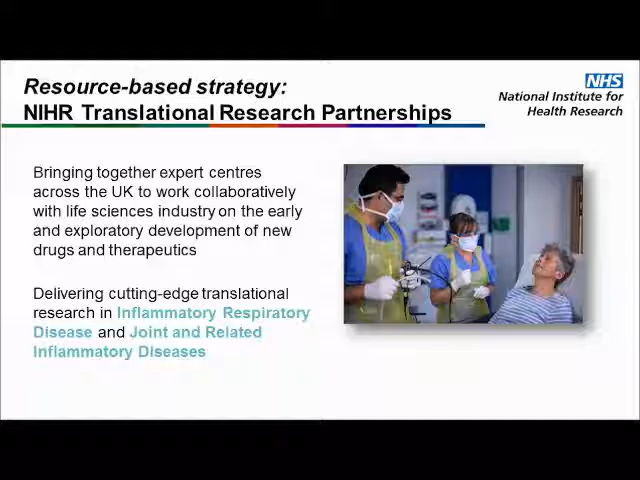 Resource-based strategy:
NIHR Translational Research Partnerships
NHS
National Institute for
Health Research
Bringing together expert centres
across the UK to work collaboratively
with life sciences industry on the early
and exploratory development of new
drugs and therapeutics
Delivering cutting-edge translational
research in Inflammatory Respiratory
Disease and Joint and Related
Inflammatory Diseases